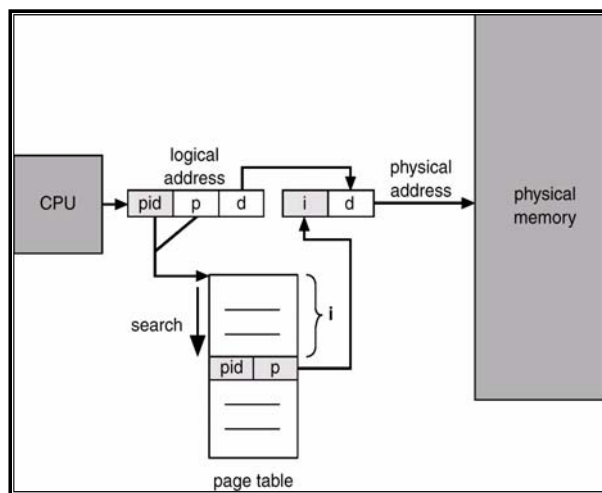 logical
address
physical
address
CPU
pid p d
i d
physical
memory
search
i
pid p
page table